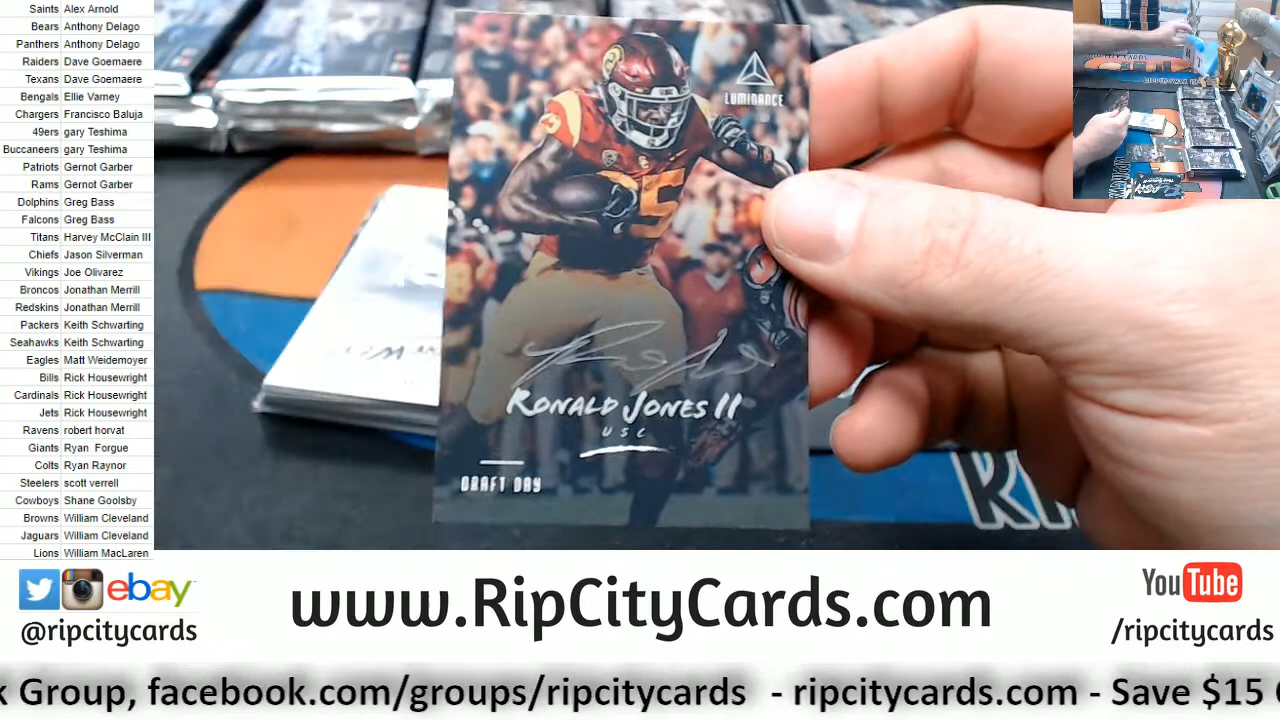 Saints Alex Arnold
Bears Anthony Delago
Panthers Anthony Delago
Raiders Dave Goemaere
Texans Dave Goemaere
Bengals Ellie Varney
Chargers Francisco Baluja
49ers gary Teshima
Buccaneers gary Teshima
Patriots Gernot Garber
Rams Gernot Garber
Dolphins Greg Bass
Falcons Greg Bass
Titans Harvey McClain III
Chiefs Jason Silverman
Vikings Joe Olivarez
Broncos Jonathan Merrill
Redskins Jonathan Merrill
Packers Keith Schwarting
Seahawks Keith Schwarting
Eagles Matt Weidemoyer
Bills Rick Housewright
Cardinals Rick Housewright
Jets Rick Housewright
Ravens robert horvat
Giants Ryan Forgue
Colts Ryan Raynor
Steelers scott verrell
Cowboys Shane Goolsby
Browns William Cleveland
Jaguars William Cleveland
Lions William MacLaren
LUMINANCE
25
RONALD JONES II
USC
DRAFT DAY
ebay
@ripcitycards
www.RipCityCards.com
YouTube
/ripcitycards
k Group, facebook.com/groups/ripcitycards - ripcitycards.com - Save $15